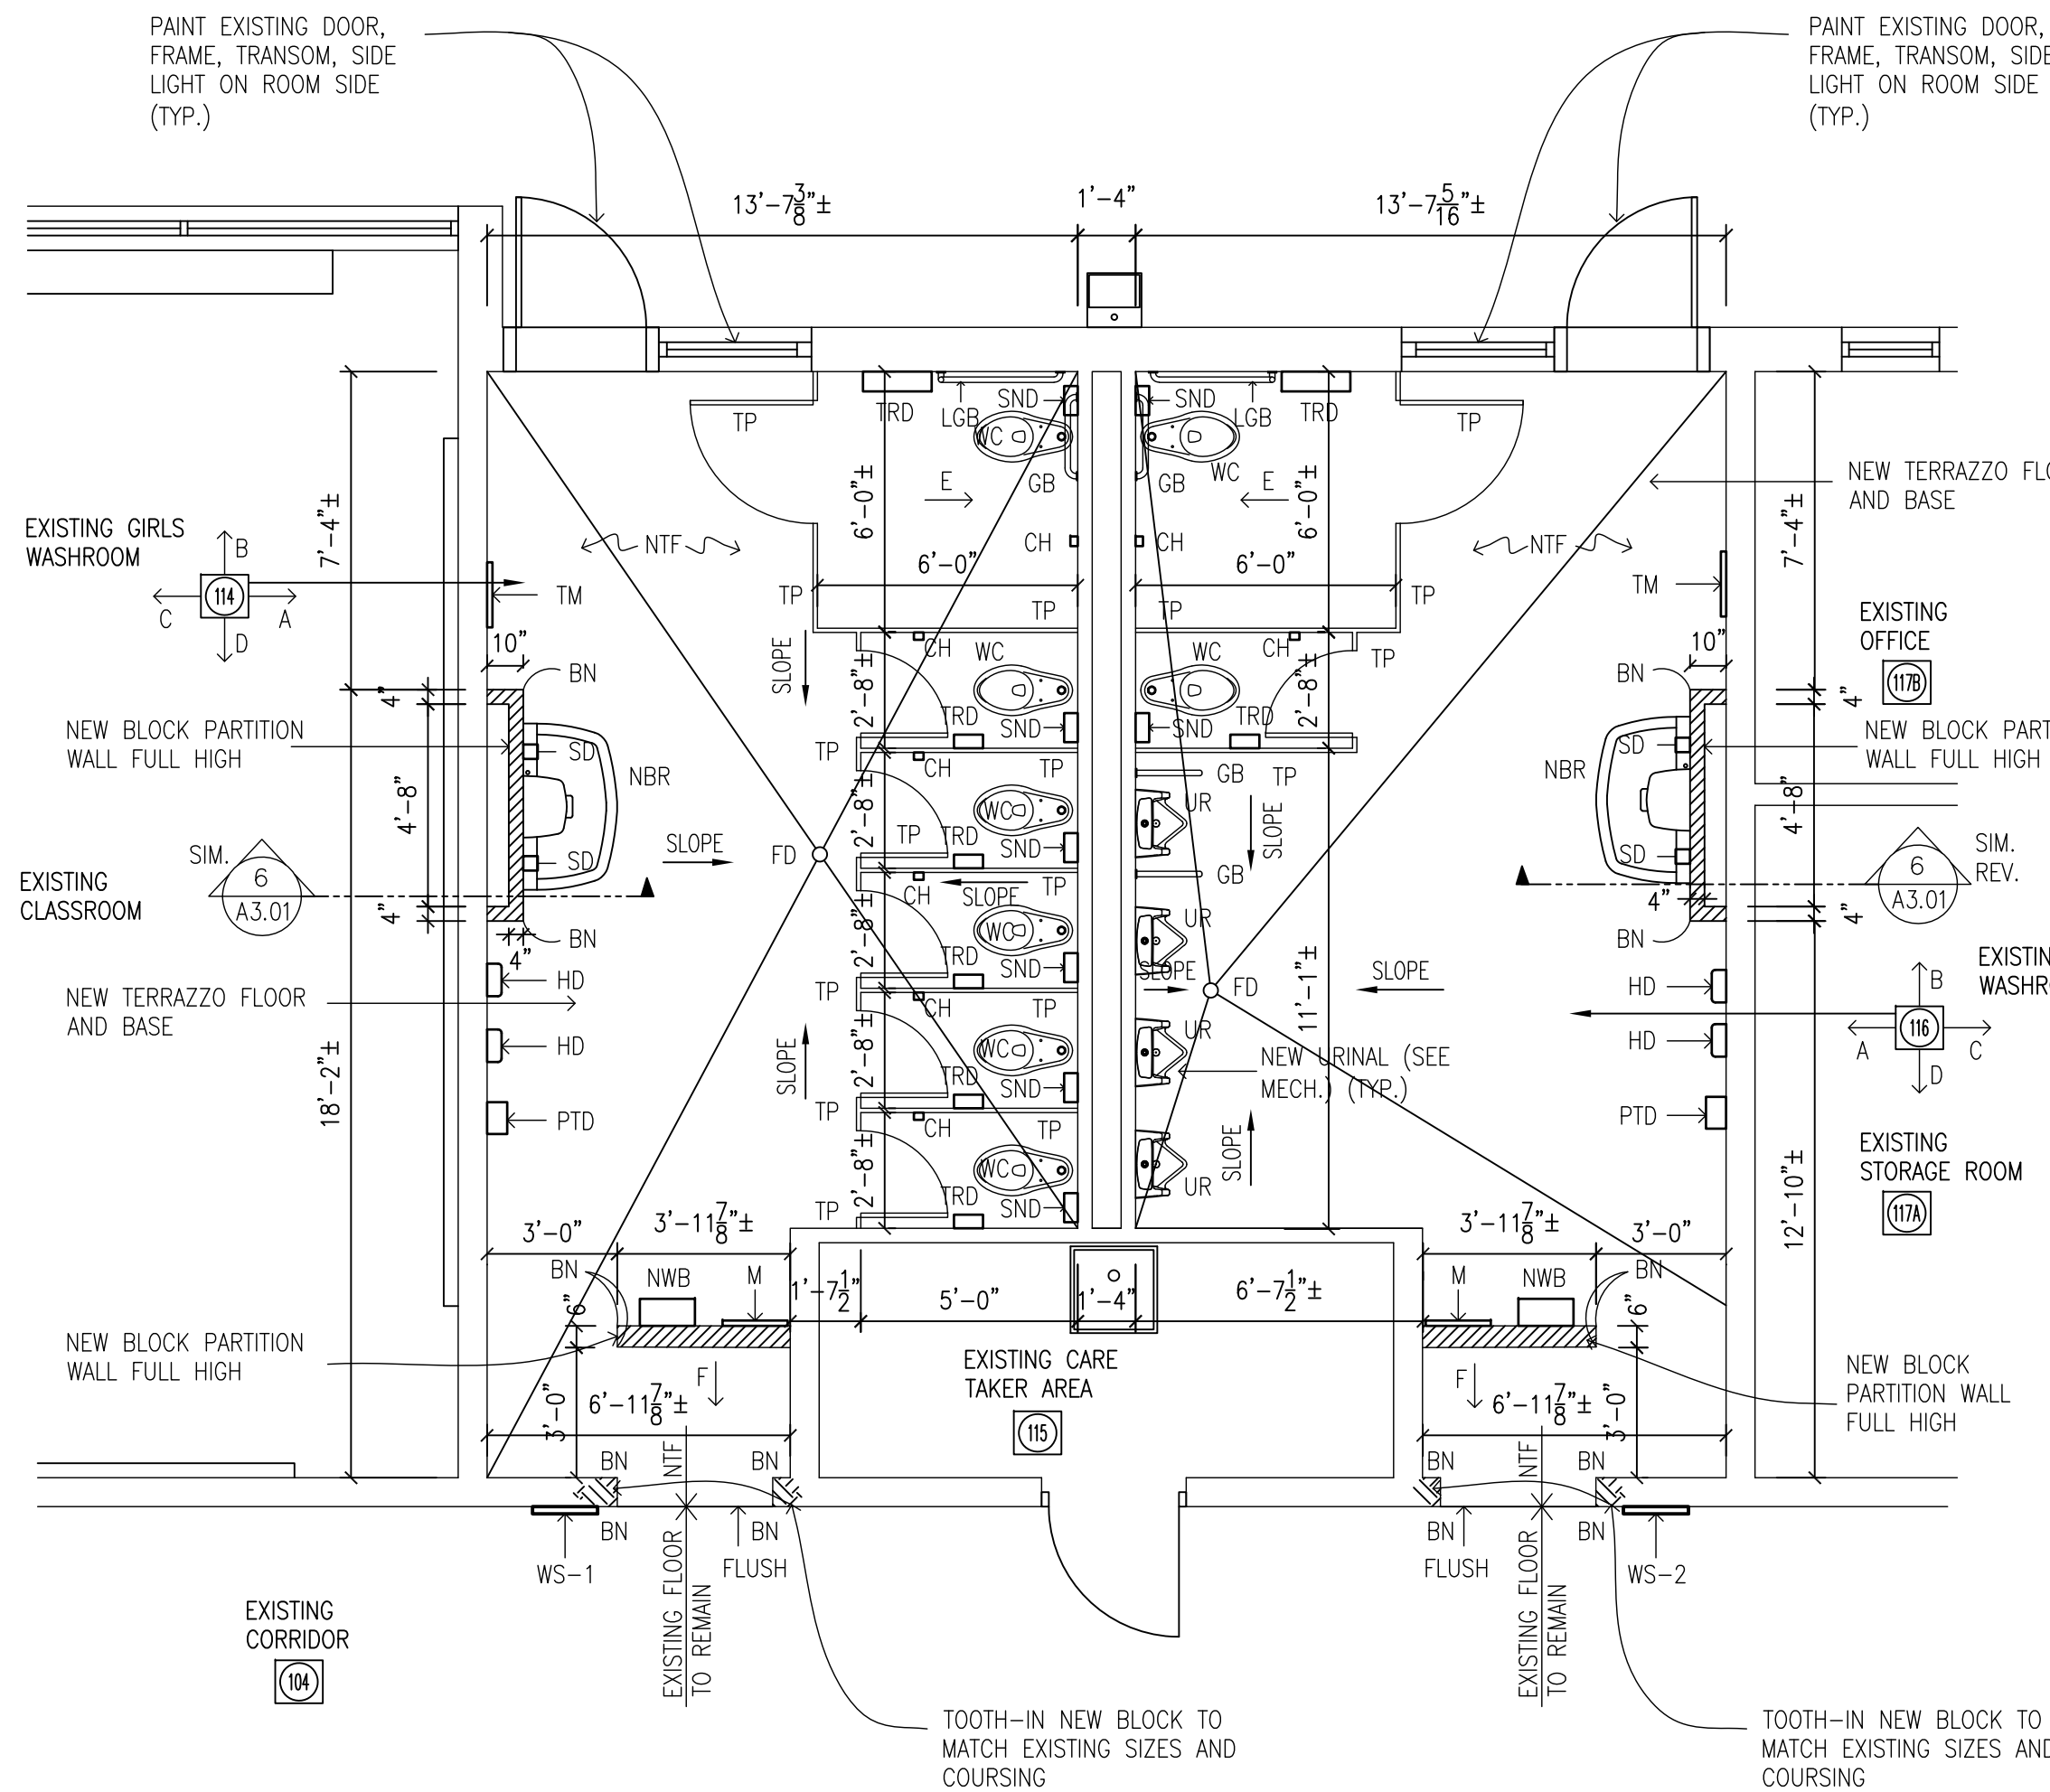 PAINT EXISTING DOOR,
FRAME, TRANSOM, SIDE
LIGHT ON ROOM SIDE
(TYP.)
PAINT EXISTING DOOR,
FRAME, TRANSOM, SIDE
LIGHT ON ROOM SIDE
(TYP.)
13'-7 3/8"±
1'-4"
13'-7 5/16"±
TP
TRD
LGB
SND
WC
GB
E
CH
6'-0"±
6'-0"
TP
TP
SND
LGB
TRD
TP
WC
GB
E
CH
6'-0"±
6'-0"
TP
TP
NEW TERRAZZO FLO
AND BASE
EXISTING GIRLS
WASHROOM
B
114
C
A
D
7'-4"±
NTF
TM
NTF
TM
7'-4"±
EXISTING
OFFICE
117B
10"
BN
4"
NEW BLOCK PARTITION
WALL FULL HIGH
4'-8"
SD
NBR
SD
SLOPE
FD
SIM.
6
A3.01
EXISTING
CLASSROOM
4"
BN
4"
SLOPE
CH
WC
2'-8"±
TRD
SND
TP
CH
TP
WC
2'-8"±
TP
TRD
SND
CH
SLOPE
TP
WC
2'-8"±
TRD
SND
TP
CH
TP
WC
2'-8"±
TRD
SND
TP
CH
TP
WC
2'-8"±
TRD
SND
TP
SLOPE
WC
CH
TP
2'-8"±
SND
TRD
GB
TP
UR
SLOPE
GB
UR
SLOPE
FD
SLOPE
11'-1"±
UR
NEW URINAL (SEE
MECH.) (TYP.)
SLOPE
UR
10"
BN
4"
NEW BLOCK PART
WALL FULL HIGH
SD
NBR
SD
4'-8"
SIM.
REV.
6
A3.01
4"
4"
BN
EXISTIN
WASHR
B
116
A
C
D
HD
HD
PTD
NEW TERRAZZO FLOOR
AND BASE
18'-2"±
HD
HD
PTD
EXISTING
STORAGE ROOM
117A
12'-10"±
3'-0"
3'-11 7/8"±
BN
NWB
M
6"
1'-7 1/2"
5'-0"
1'-4"
6'-7 1/2"±
3'-11 7/8"±
3'-0"
M
NWB
BN
6"
NEW BLOCK PARTITION
WALL FULL HIGH
F
6'-11 7/8"±
3'-0"
EXISTING CARE
TAKER AREA
115
F
6'-11 7/8"±
3'-0"
NEW BLOCK
PARTITION WALL
FULL HIGH
BN
NTF
BN
BN
BN
WS-1
EXISTING FLOOR
TO REMAIN
FLUSH
BN
NTF
BN
BN
BN
FLUSH
EXISTING FLOOR
TO REMAIN
WS-2
EXISTING
CORRIDOR
104
TOOTH-IN NEW BLOCK TO
MATCH EXISTING SIZES AND
COURSING
TOOTH-IN NEW BLOCK TO
MATCH EXISTING SIZES AND
COURSING